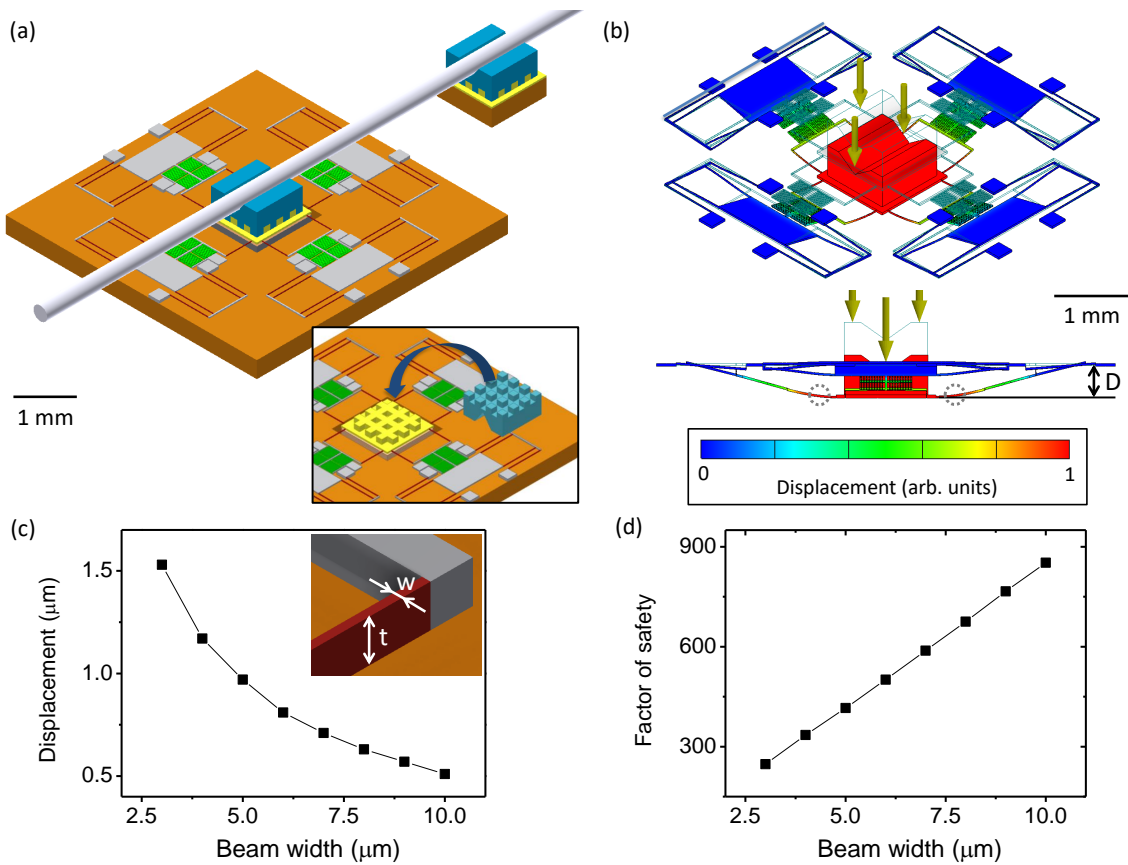 (a)
1 mm
(b)
1 mm
D
0
1
Displacement (arb. units)
(c)
Displacement (μm)
1.5
1.0
0.5
w
t
2.5 5.0 7.5 10.0
Beam width (μm)
(d)
Factor of safety
900
600
300
2.5 5.0 7.5 10.0
Beam width (μm)